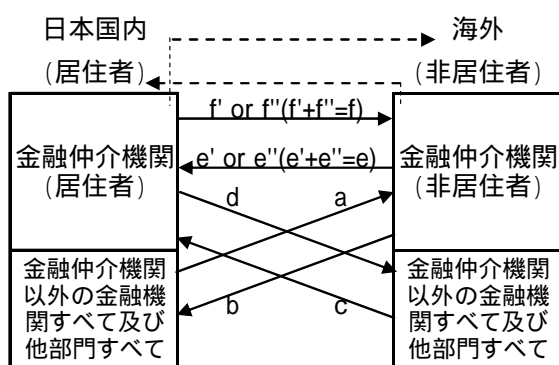 日本国内
(居住者)
海外
(非居住者)
f' or f''(f'+f''=f)
e' or e''(e'+e''=e)
金融仲介機関
(居住者)
金融仲介機関
(非居住者)
d
a
b
c
金融仲介機関
以外の金融機
関すべて及び
他部門すべて
金融仲介機関
以外の金融機
関すべて及び
他部門すべて